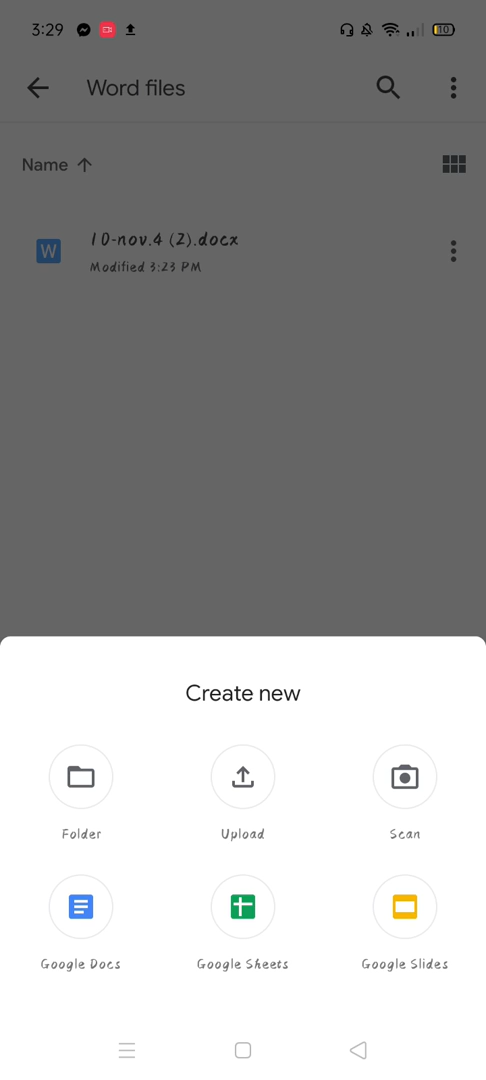 3:29 10
Word files
Name
W 10-nov.4 (2).docx
Modified 3:23 PM
Create new
Folder Upload Scan
Google Docs Google Sheets Google Slides